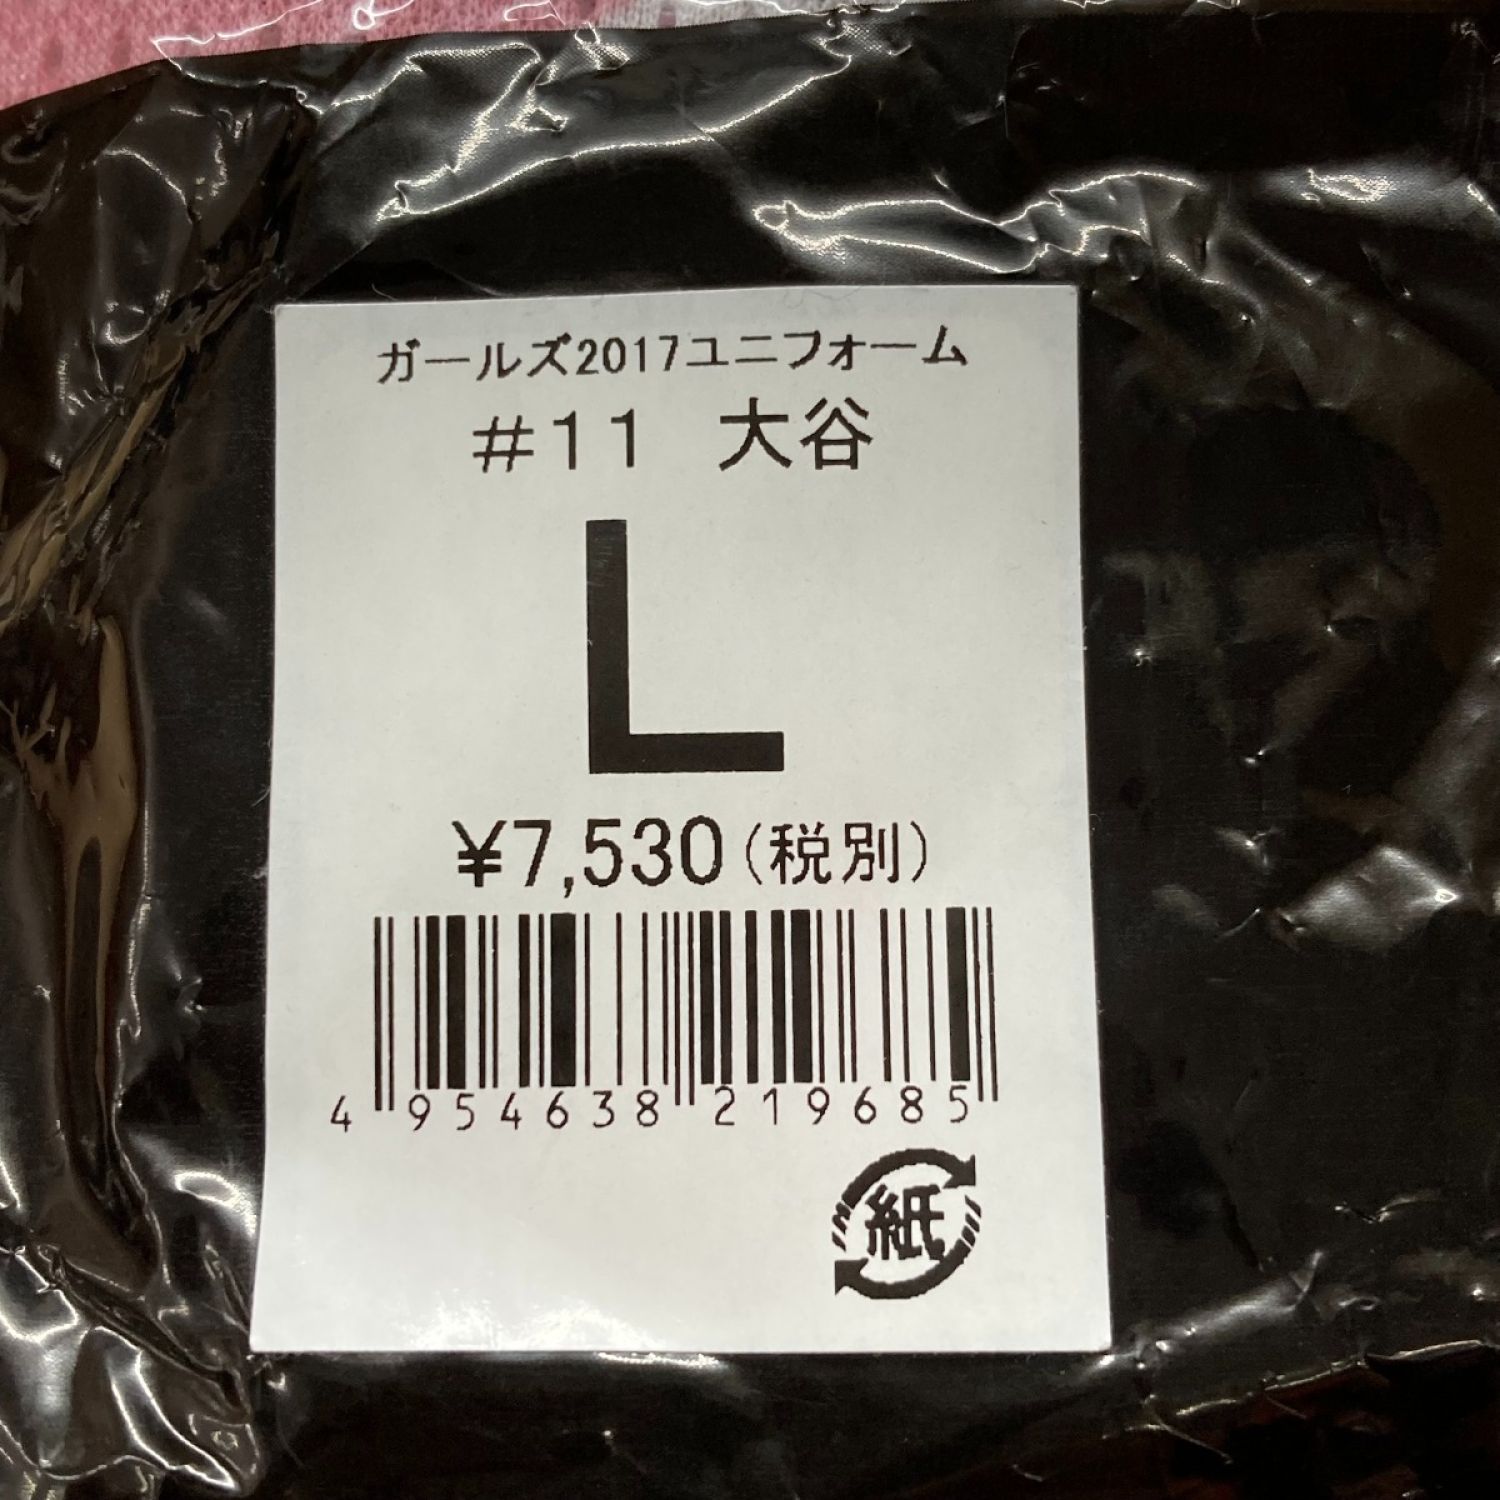 ガールズ2017ユニフォーム
#11 大谷
L
¥7,530(税別)
4 954638 219685
紙